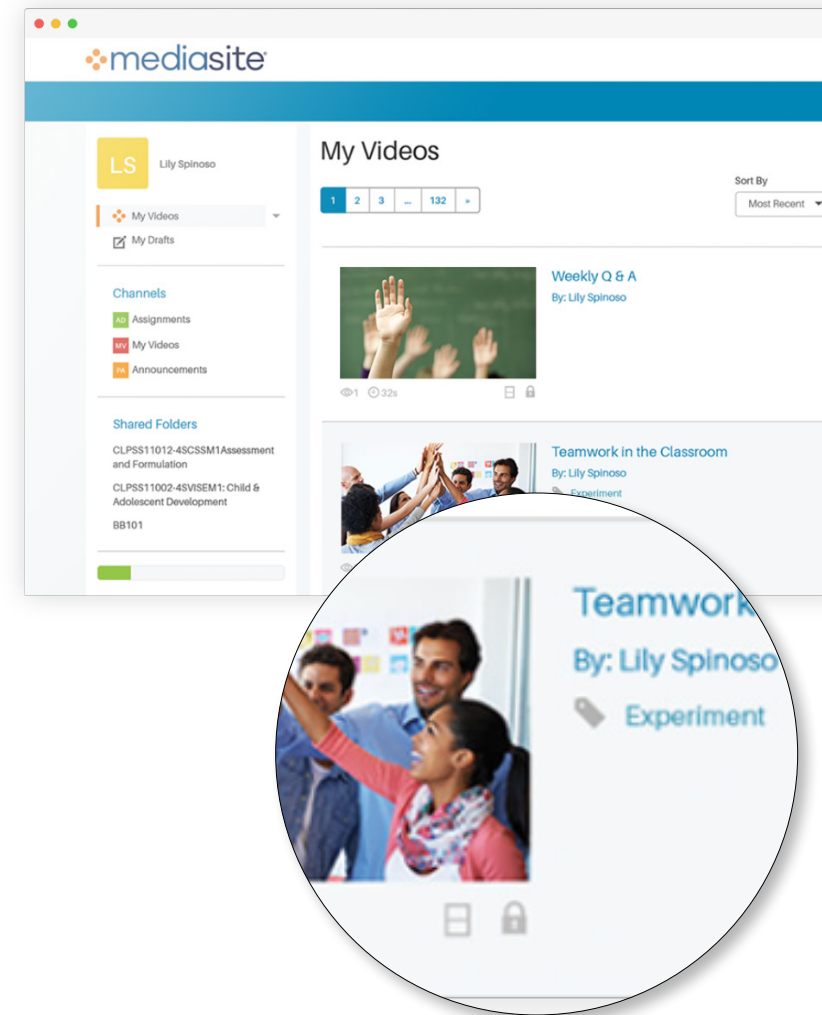 mediasite
LS
Lily Spinoso
My Videos
My Drafts
Channels
AD Assignments
MV My Videos
PA Announcements
Shared Folders
CLPSS11012-4SCSSM1Assessment
and Formulation
CLPSS11002-4SVISEM1: Child &
Adolescent Development
BB101
My Videos
1 2 3 ... 132 »
Sort By
Most Recent
Weekly Q & A
By: Lily Spinoso
1 32s
Teamwork in the Classroom
By: Lily Spinoso
Experiment
Teamwork
By: Lily Spinoso
Experiment